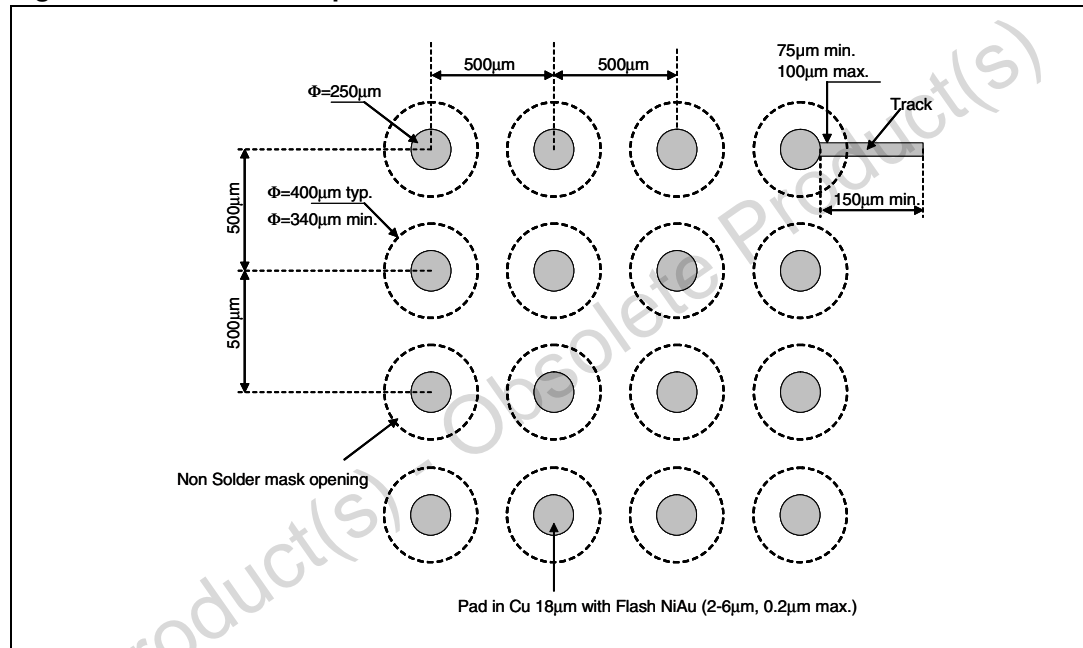 500µm
500µm
75µm min.
100µm max.
Φ=250µm
Track
500µm
Φ=400µm typ.
Φ=340µm min.
150µm min.
500µm
Non Solder mask opening
Pad in Cu 18µm with Flash NiAu (2-6µm, 0.2µm max.)
roduct(s) - Obsolete Product(s)